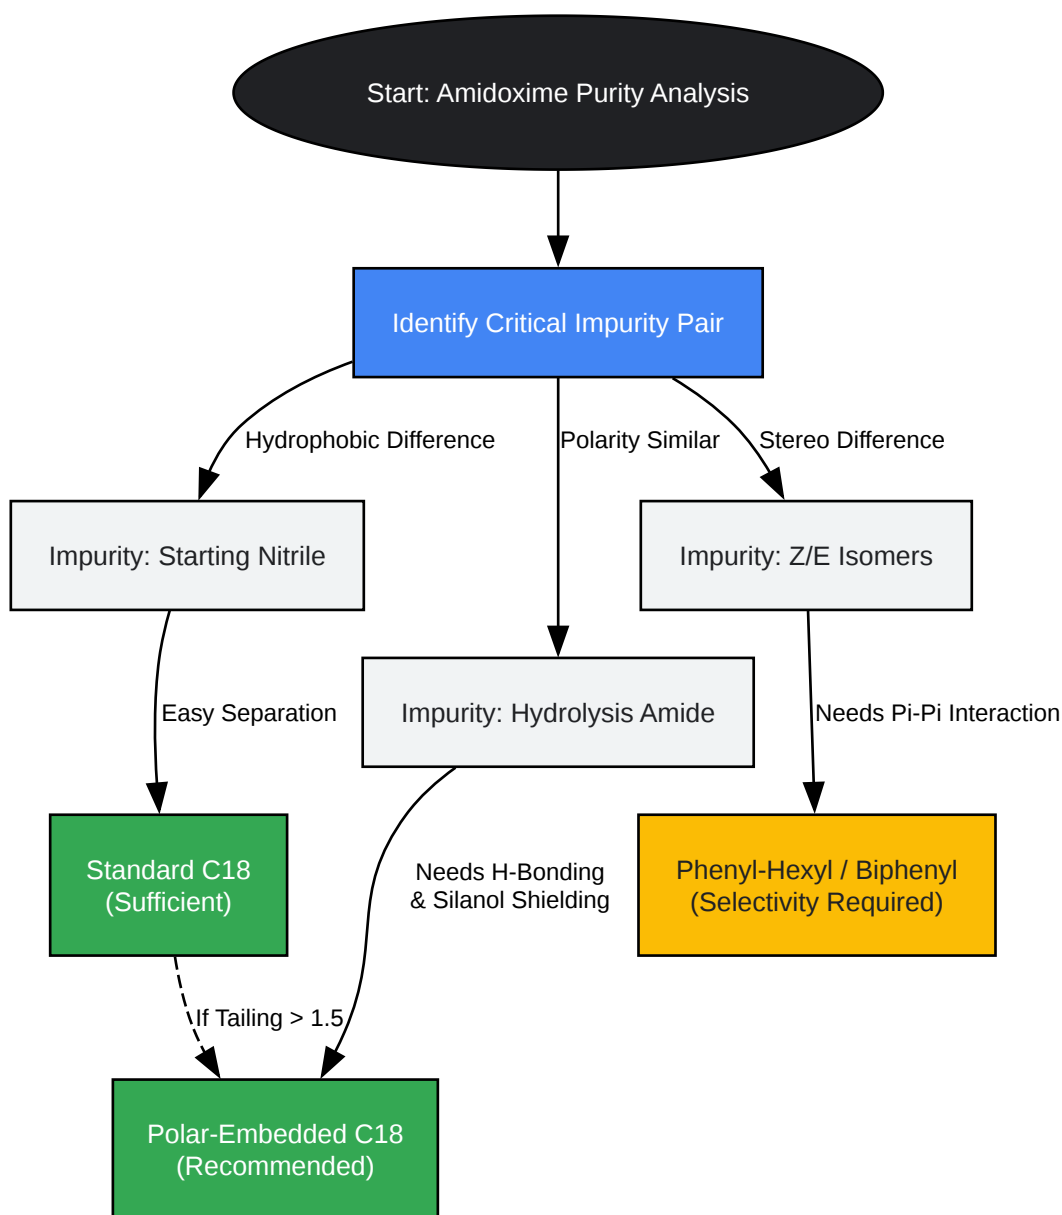 Start: Amidoxime Purity Analysis
Identify Critical Impurity Pair
Hydrophobic Difference
Polarity Similar
Stereo Difference
Impurity: Starting Nitrile
Impurity: Z/E Isomers
Impurity: Hydrolysis Amide
Easy Separation
Needs Pi-Pi Interaction
Standard C18
(Sufficient)
Needs H-Bonding
& Silanol Shielding
Phenyl-Hexyl / Biphenyl
(Selectivity Required)
If Tailing > 1.5
Polar-Embedded C18
(Recommended)